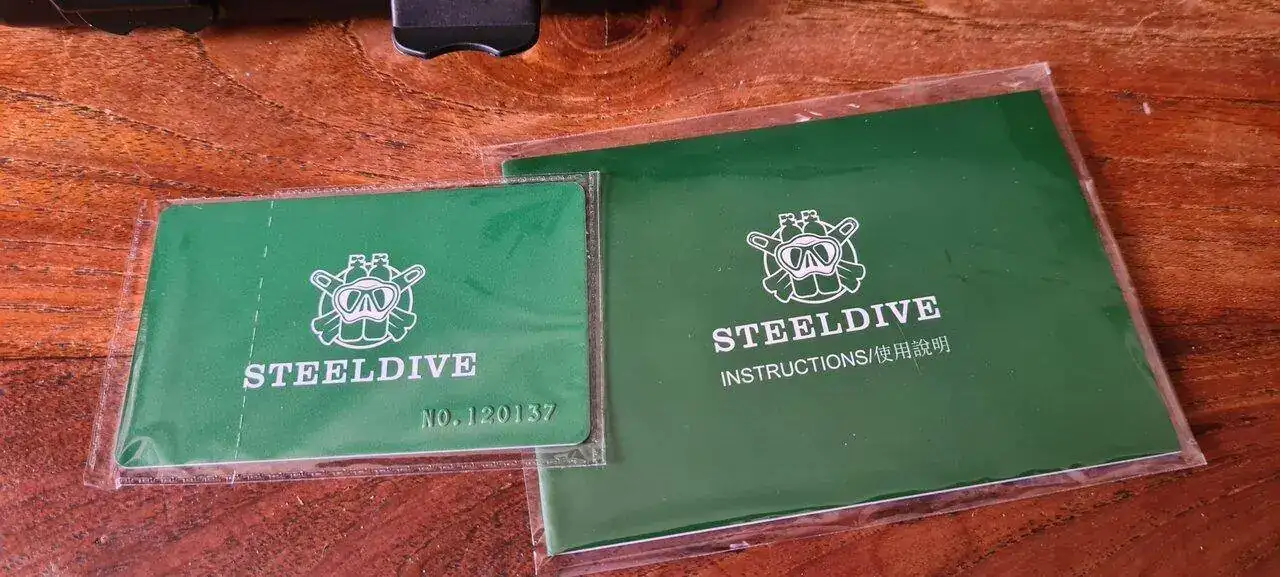 STEELDIVE
NO.120137
STEELDIVE
INSTRUCTIONS/使用說明